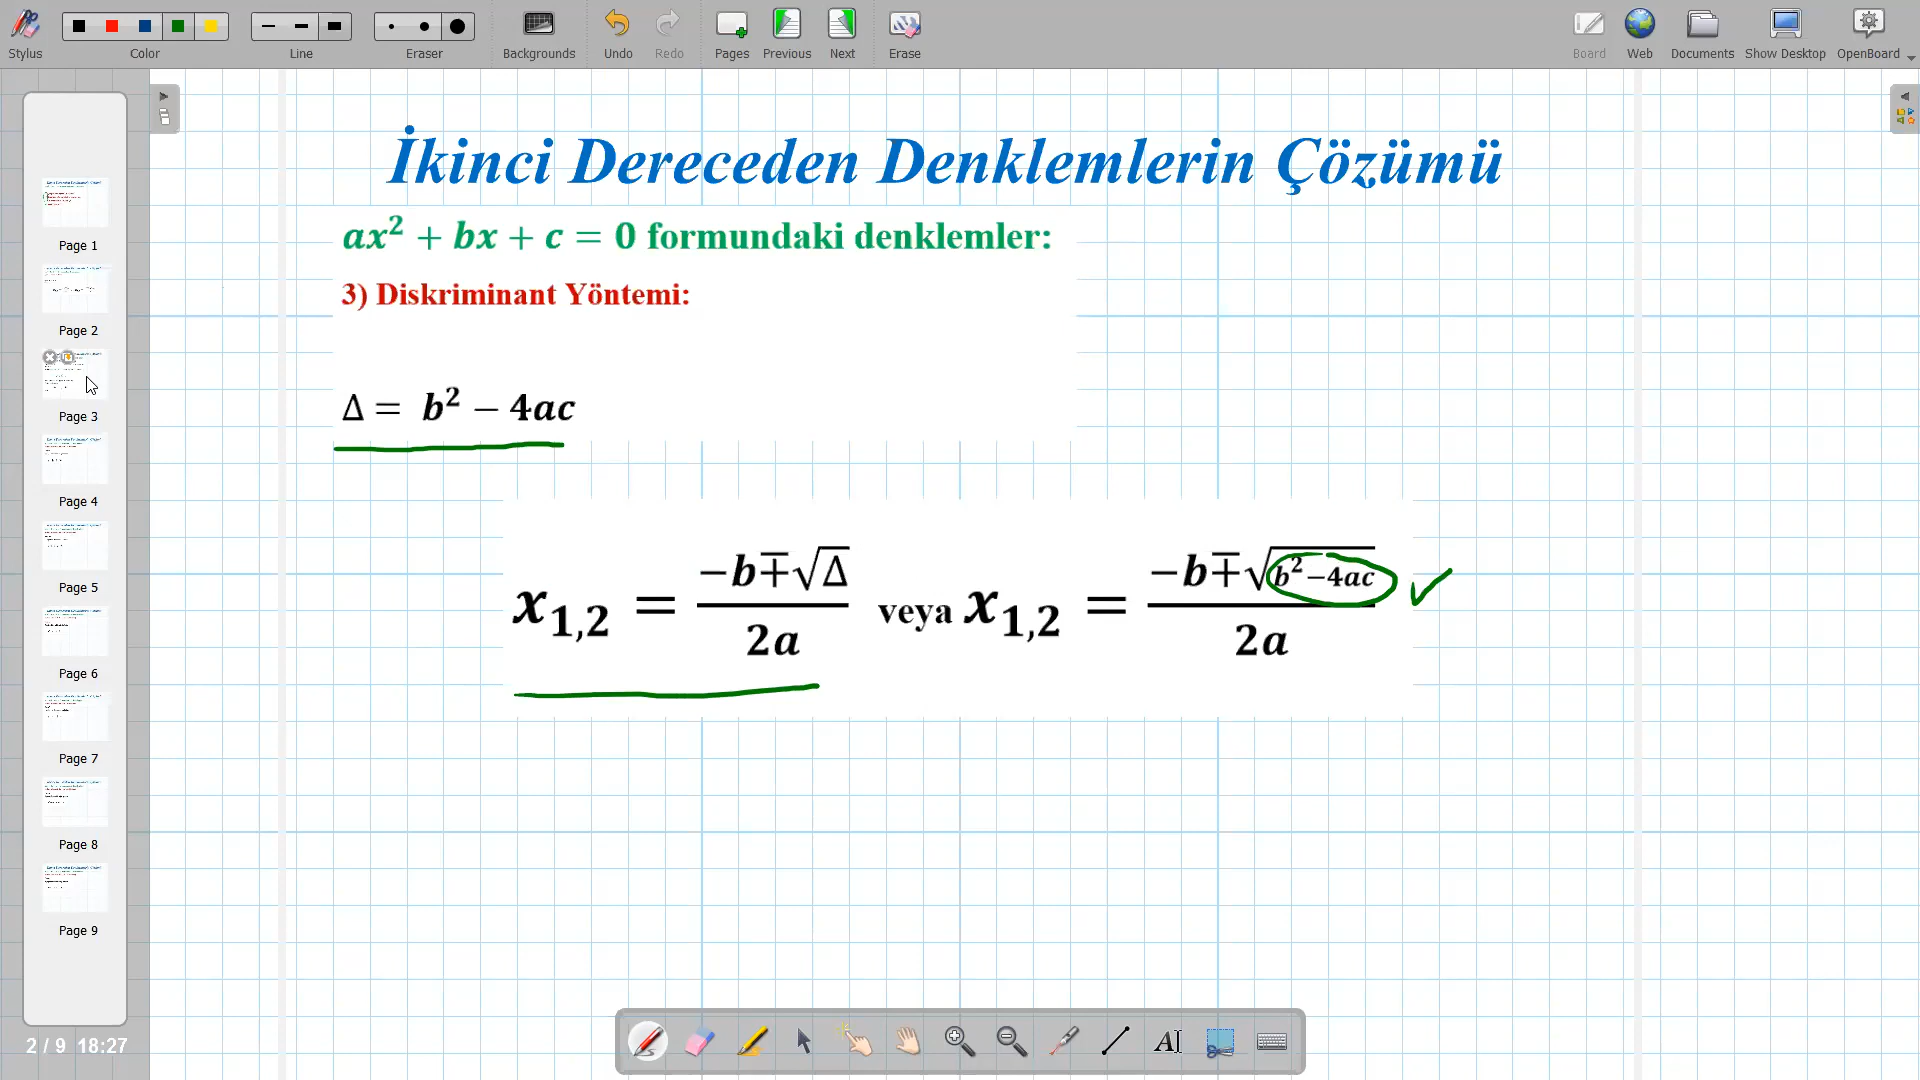 Stylus
Color
Line
Eraser
Backgrounds
Undo
Redo
Pages
Previous
Next
Erase
Board
Web
Documents
Show Desktop
OpenBoard
Page 1
Page 2
Page 3
Page 4
Page 5
Page 6
Page 7
Page 8
Page 9
2 / 9 18:27
İkinci Dereceden Denklemlerin Çözümü
ax² + bx + c = 0 formundaki denklemler:
3) Diskriminant Yöntemi:
Δ = b² − 4ac
x₁,₂ = (−b∓√Δ)/2a veya x₁,₂ = (−b∓√(b²−4ac))/2a